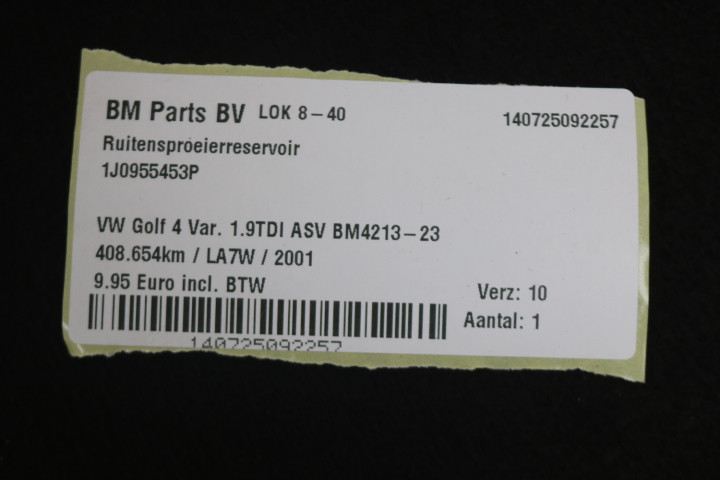 BM Parts BV LOK 8-40 140725092257
Ruitensproeierreservoir
1J0955453P
VW Golf 4 Var. 1.9TDI ASV BM4213-23
408.654km / LA7W / 2001
9.95 Euro incl. BTW
Verz: 10
Aantal: 1
140725092257